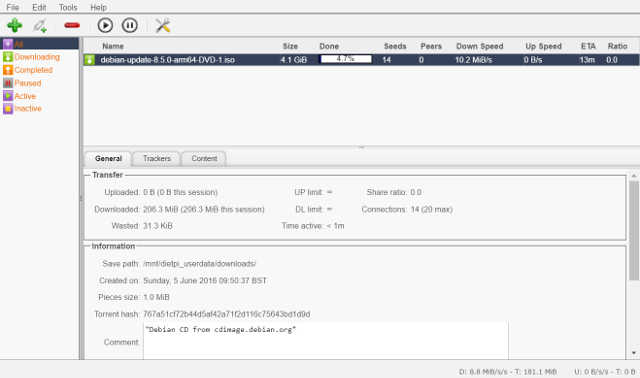 File Edit Tools Help
All
Downloading
Completed
Paused
Active
Inactive
Name Size Done Seeds Peers Down Speed Up Speed ETA Ratio
debian-update-8.5.0-arm64-DVD-1.iso 4.1 GiB 4.7% 14 0 10.2 MiB/s 0 B/s 13m 0.0
General Trackers Content
Transfer
Uploaded: 0 B (0 B this session) UP limit: ∞ Share ratio: 0.0
Downloaded: 206.3 MiB (206.3 MiB this session) DL limit: ∞ Connections: 14 (20 max)
Wasted: 31.3 KiB Time active: < 1m
Information
Save path: /mnt/dietpi_userdata/downloads/
Created on: Sunday, 5 June 2016 09:50:37 BST
Pieces size: 1.0 MiB
Torrent hash: 767a51cf72b44d5af42a71f2d116c75643bd1d9d
"Debian CD from cdimage.debian.org"
Comment:
D: 8.8 MiB/s/s - T: 181.1 MiB U: 0 B/s/s - T: 0 B